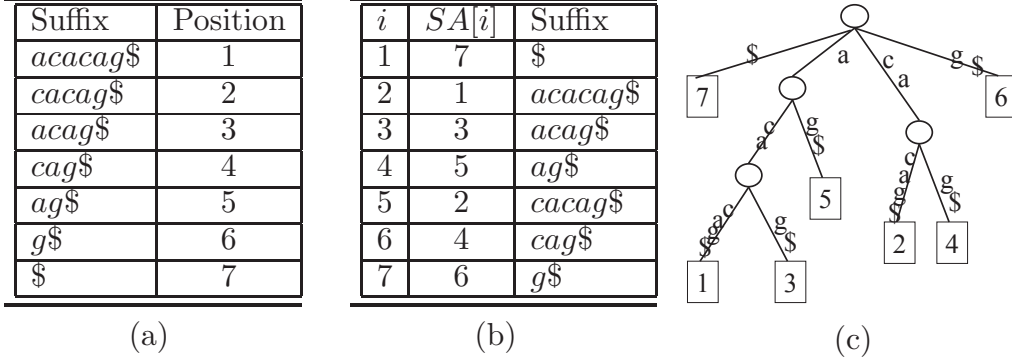 Suffix Position
acacag$ 1
cacag$ 2
acag$ 3
cag$ 4
ag$ 5
g$ 6
$ 7
(a)
i SA[i] Suffix
1 7 $
2 1 acacag$
3 3 acag$
4 5 ag$
5 2 cacag$
6 4 cag$
7 6 g$
(b)
$ a c a g $
7 6
c a g $
c a g $ g $
5
c a g $ g $
2 4
1 3
(c)